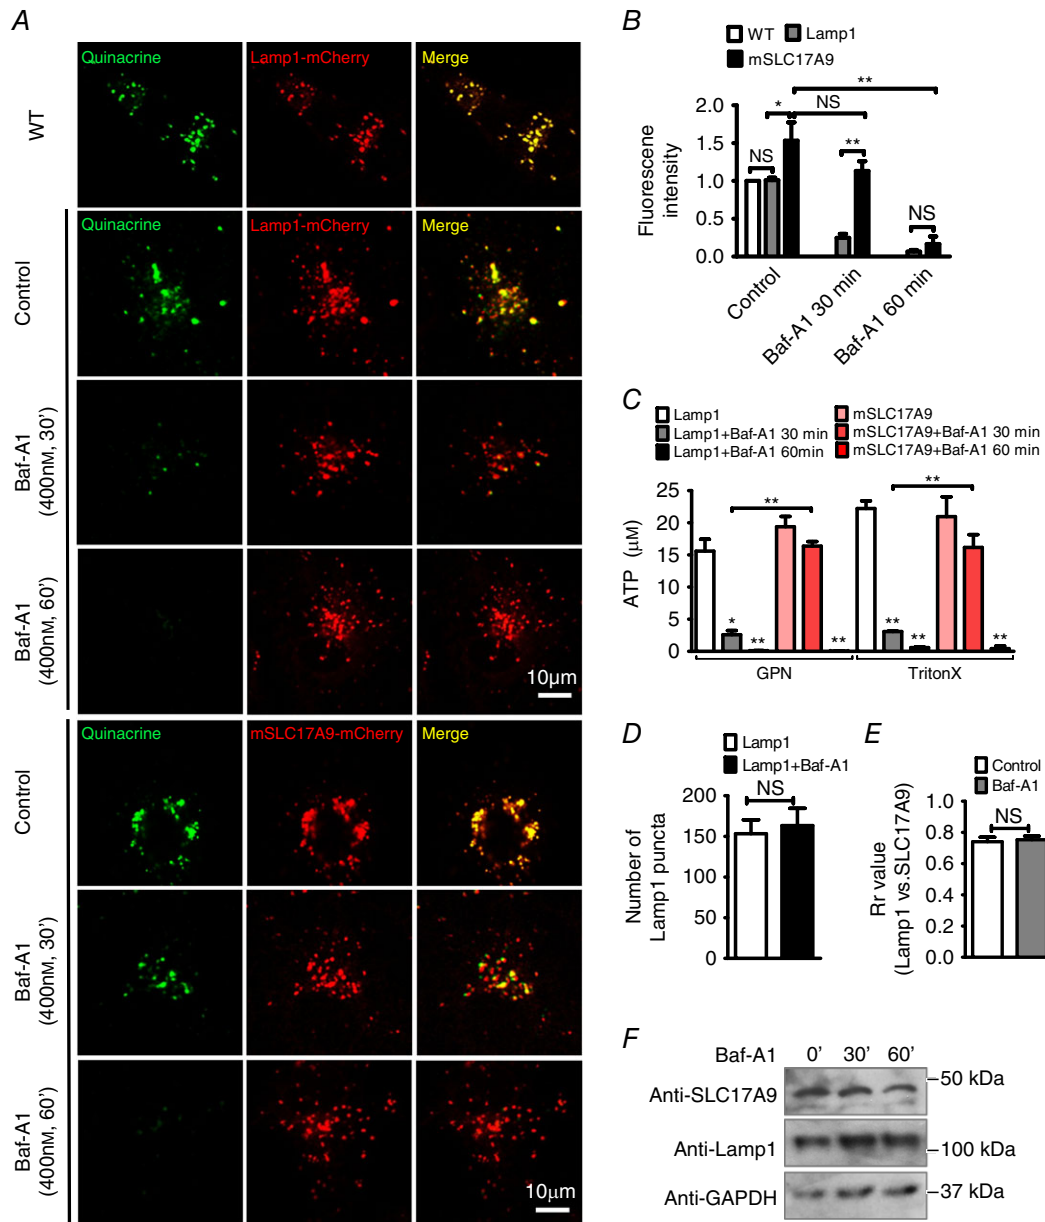 A
Quinacrine Lamp1-mCherry Merge
WT
Quinacrine Lamp1-mCherry Merge
Control
Baf-A1
(400nM, 30')
Baf-A1
(400nM, 60')
10μm
Quinacrine mSLC17A9-mCherry Merge
Control
Baf-A1
(400nM, 30')
Baf-A1
(400nM, 60')
10μm
B
WT Lamp1
mSLC17A9
**
* NS
NS ** NS
Fluorescene
intensity
2.0
1.5
1.0
0.5
0.0
Control
Baf-A1 30 min
Baf-A1 60 min
C
Lamp1 mSLC17A9
Lamp1+Baf-A1 30 min mSLC17A9+Baf-A1 30 min
Lamp1+Baf-A1 60min mSLC17A9+Baf-A1 60 min
ATP (μM)
25
20
15
10
5
0
** **
* ** ** ** ** **
GPN TritonX
D
Lamp1
Lamp1+Baf-A1
NS
Number of
Lamp1 puncta
200
150
100
50
0
E
Control
Baf-A1
NS
Rr value
(Lamp1 vs.SLC17A9)
1.0
0.8
0.6
0.4
0.2
0.0
F
Baf-A1 0' 30' 60'
Anti-SLC17A9 –50 kDa
Anti-Lamp1 –100 kDa
Anti-GAPDH –37 kDa